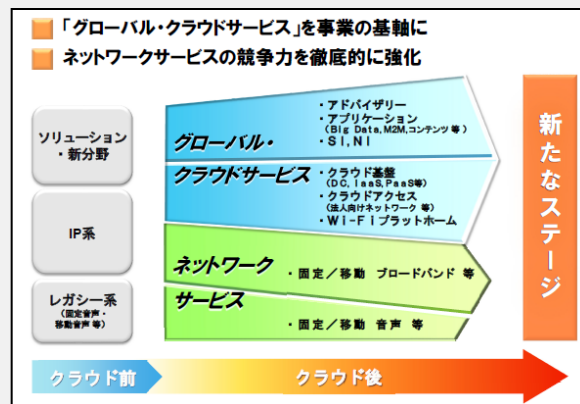 「グローバル・クラウドサービス」を事業の基軸に
ネットワークサービスの競争力を徹底的に強化
ソリューション
・新分野
IP系
レガシー系
(固定音声・
移動音声 等)
グローバル・
クラウドサービス
・アドバイザリー
・アプリケーション
(Big Data,M2M,コンテンツ 等)
・SI,NI
・クラウド基盤
(DC, IaaS,PaaS等)
・クラウドアクセス
(法人向けネットワーク 等)
・Wi-Fiプラットホーム
ネットワーク
サービス
・固定/移動 ブロードバンド 等
・固定/移動 音声 等
新たなステージ
クラウド前
クラウド後